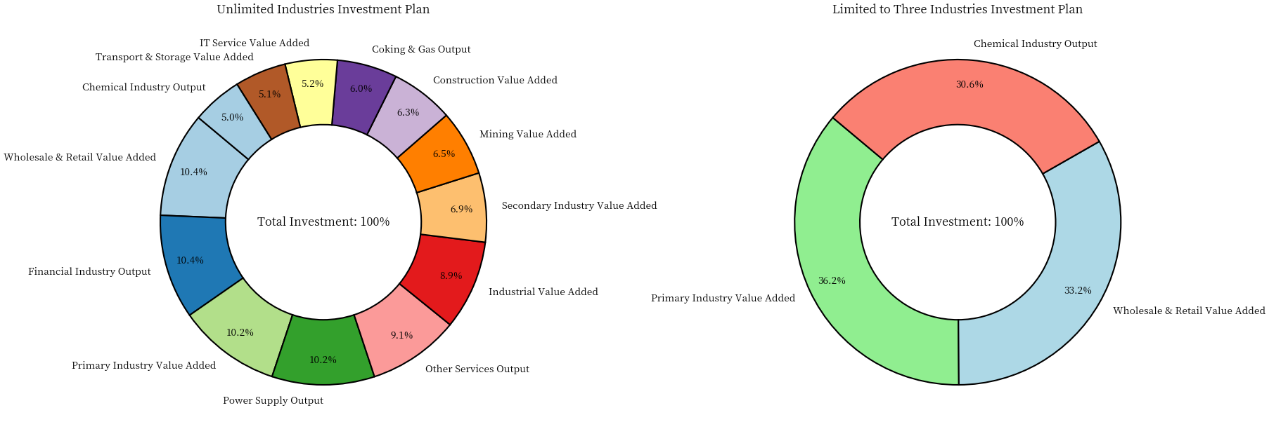 Unlimited Industries Investment Plan
IT Service Value Added
Coking & Gas Output
Transport & Storage Value Added
Construction Value Added
Chemical Industry Output
Mining Value Added
Wholesale & Retail Value Added
Secondary Industry Value Added
Financial Industry Output
Industrial Value Added
Primary Industry Value Added
Other Services Output
Power Supply Output
5.2%
6.0%
5.1%
6.3%
5.0%
6.5%
10.4%
6.9%
10.4%
8.9%
10.2%
9.1%
10.2%
Total Investment: 100%
Limited to Three Industries Investment Plan
Chemical Industry Output
30.6%
Primary Industry Value Added
36.2%
Wholesale & Retail Value Added
33.2%
Total Investment: 100%